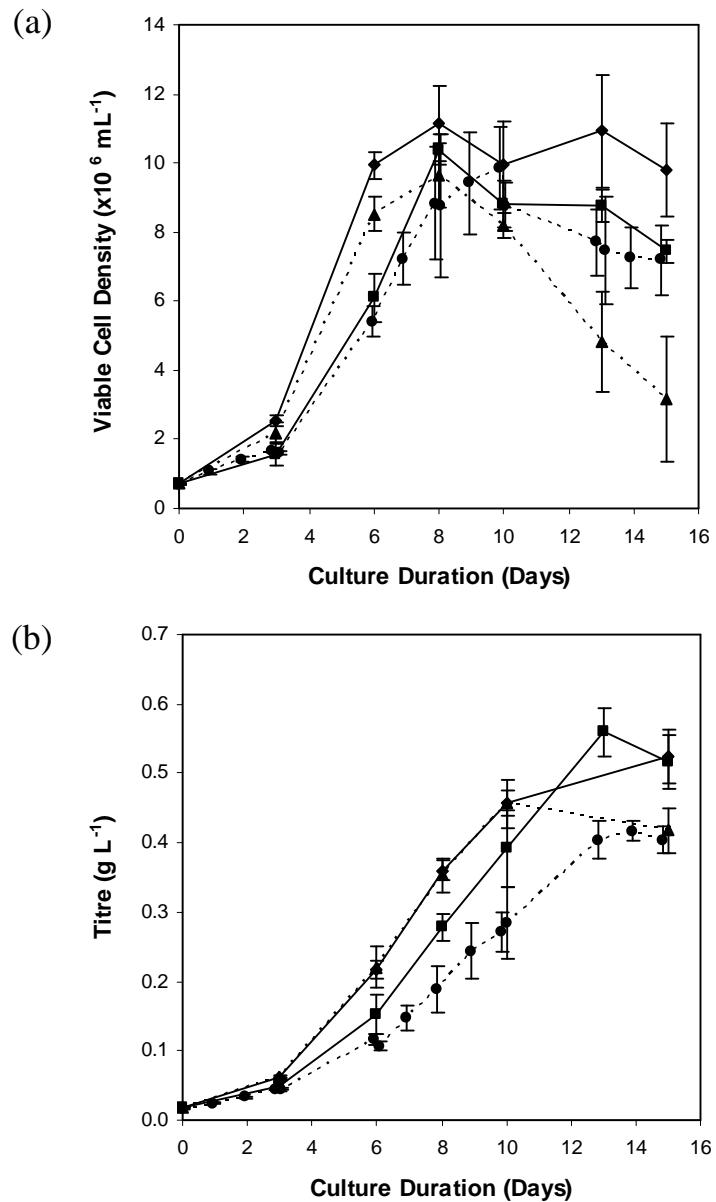 (a)
14
12
10
8
6
4
2
0
Viable Cell Density (x10⁶ mL⁻¹)
0 2 4 6 8 10 12 14 16
Culture Duration (Days)
(b)
0.7
0.6
0.5
0.4
0.3
0.2
0.1
0.0
Titre (g L⁻¹)
0 2 4 6 8 10 12 14 16
Culture Duration (Days)